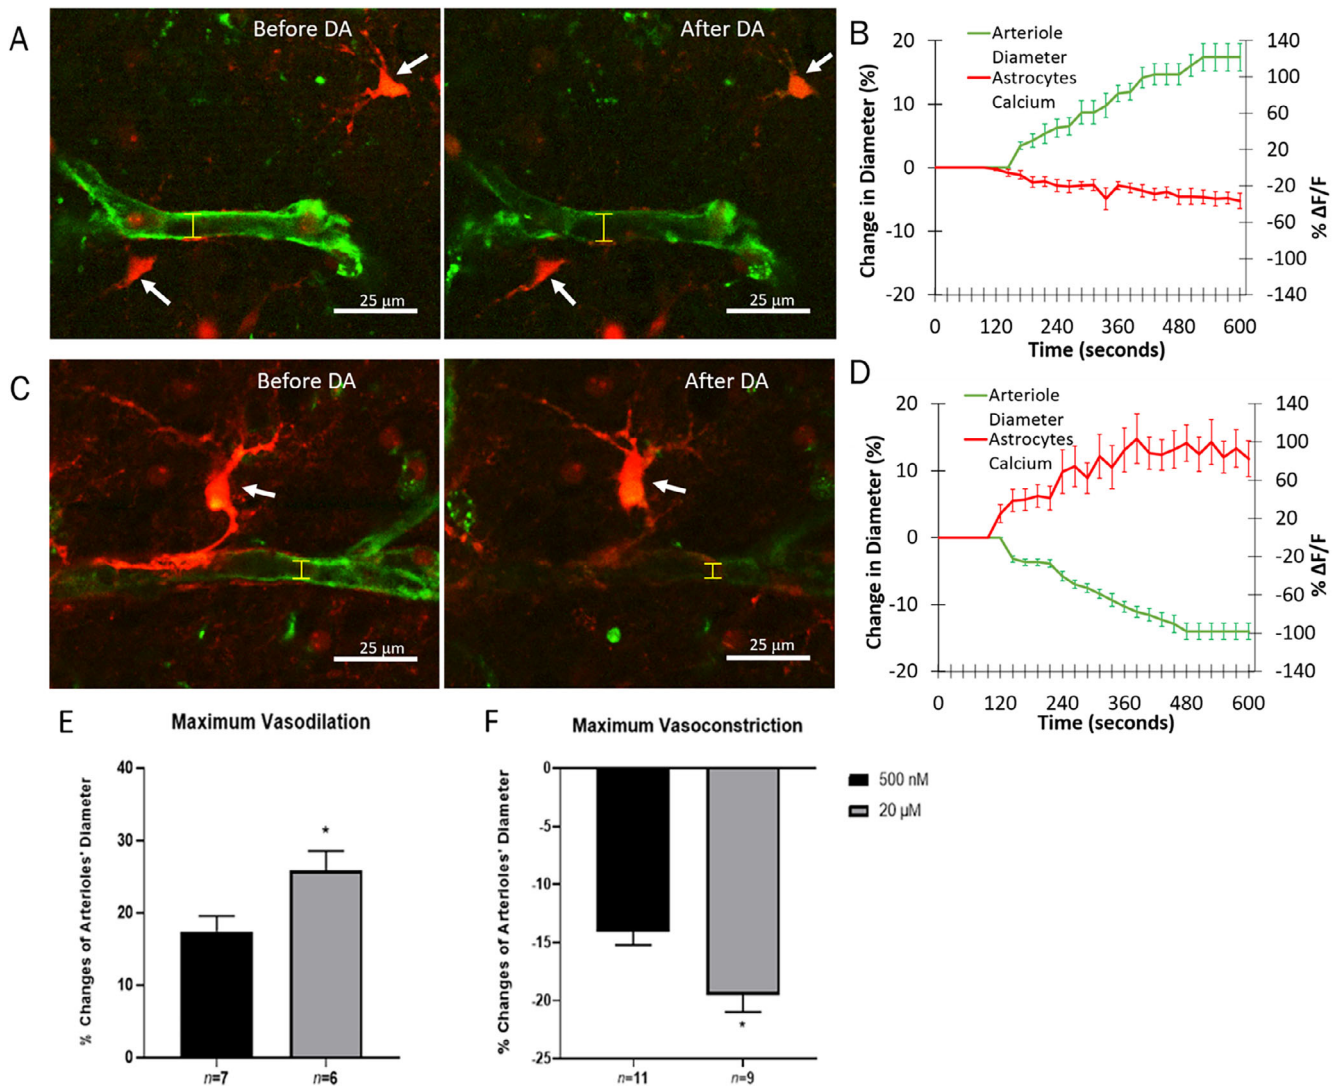 A
Before DA
25 µm
After DA
25 µm
B
Arteriole
Diameter
Astrocytes
Calcium
Change in Diameter (%)
20
10
0
-10
-20
140
100
60
20
-20
-60
-100
-140
% ΔF/F
0 120 240 360 480 600
Time (seconds)
C
Before DA
25 µm
After DA
25 µm
D
Arteriole
Diameter
Astrocytes
Calcium
Change in Diameter (%)
20
10
0
-10
-20
140
100
60
20
-20
-60
-100
-140
% ΔF/F
0 120 240 360 480 600
Time (seconds)
E
Maximum Vasodilation
% Changes of Arterioles' Diameter
40
30
20
10
0
*
n=7 n=6
F
Maximum Vasoconstriction
% Changes of Arterioles' Diameter
0
-5
-10
-15
-20
-25
*
n=11 n=9
500 nM
20 µM